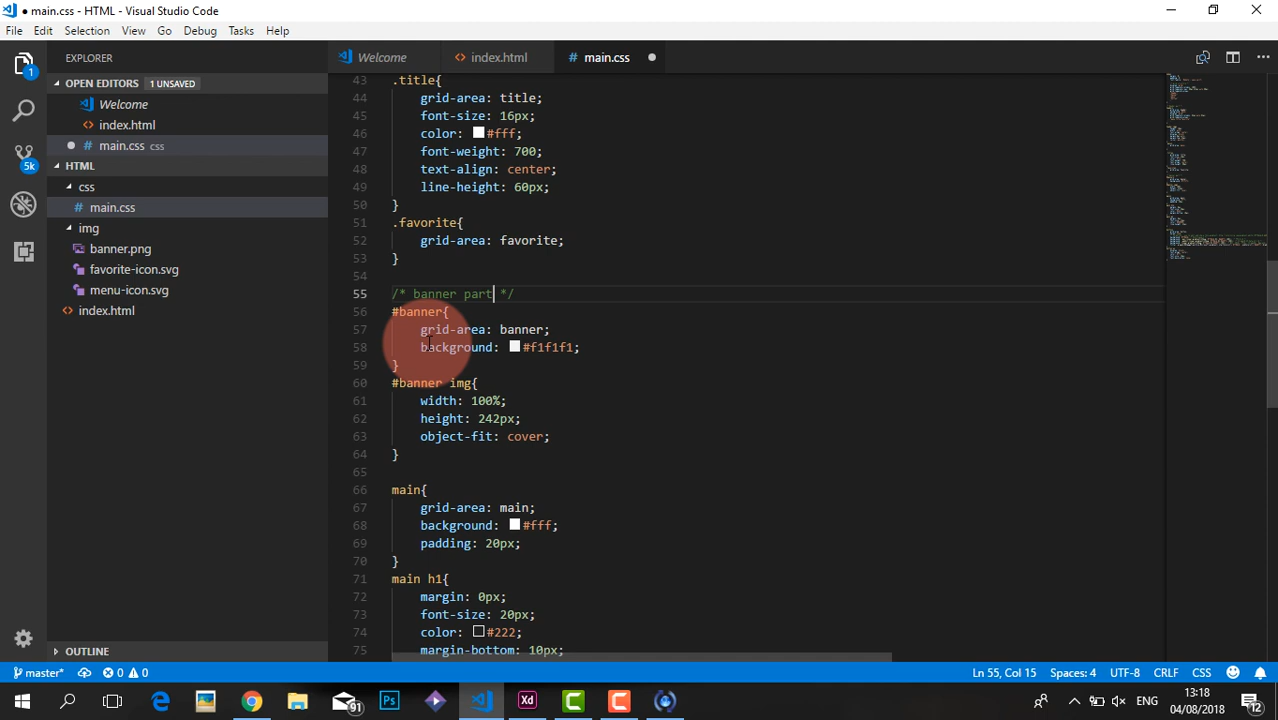 main.css - HTML - Visual Studio Code
File Edit Selection View Go Debug Tasks Help
EXPLORER
OPEN EDITORS 1 UNSAVED
Welcome
index.html
main.css css
HTML
css
main.css
img
banner.png
favorite-icon.svg
menu-icon.svg
index.html
OUTLINE
1
5k
Welcome index.html main.css
43 .title{
44 grid-area: title;
45 font-size: 16px;
46 color: #fff;
47 font-weight: 700;
48 text-align: center;
49 line-height: 60px;
50 }
51 .favorite{
52 grid-area: favorite;
53 }
54
55 /* banner part */
56 #banner{
57 grid-area: banner;
58 background: #f1f1f1;
59 }
60 #banner img{
61 width: 100%;
62 height: 242px;
63 object-fit: cover;
64 }
65
66 main{
67 grid-area: main;
68 background: #fff;
69 padding: 20px;
70 }
71 main h1{
72 margin: 0px;
73 font-size: 20px;
74 color: #222;
75 margin-bottom: 10px;
master* 0 0 Ln 55, Col 15 Spaces: 4 UTF-8 CRLF CSS 1
91 Ps Xd ENG 13:18
04/08/2018 12